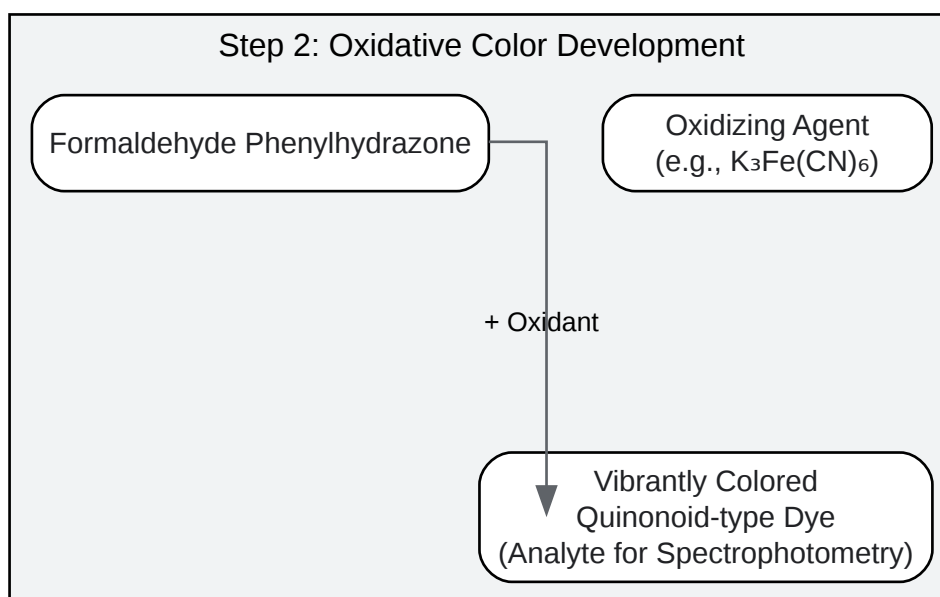 Step 2: Oxidative Color Development
Formaldehyde Phenylhydrazone
Oxidizing Agent
(e.g., K₃Fe(CN)₆)
+ Oxidant
Vibrantly Colored
Quinonoid-type Dye
(Analyte for Spectrophotometry)